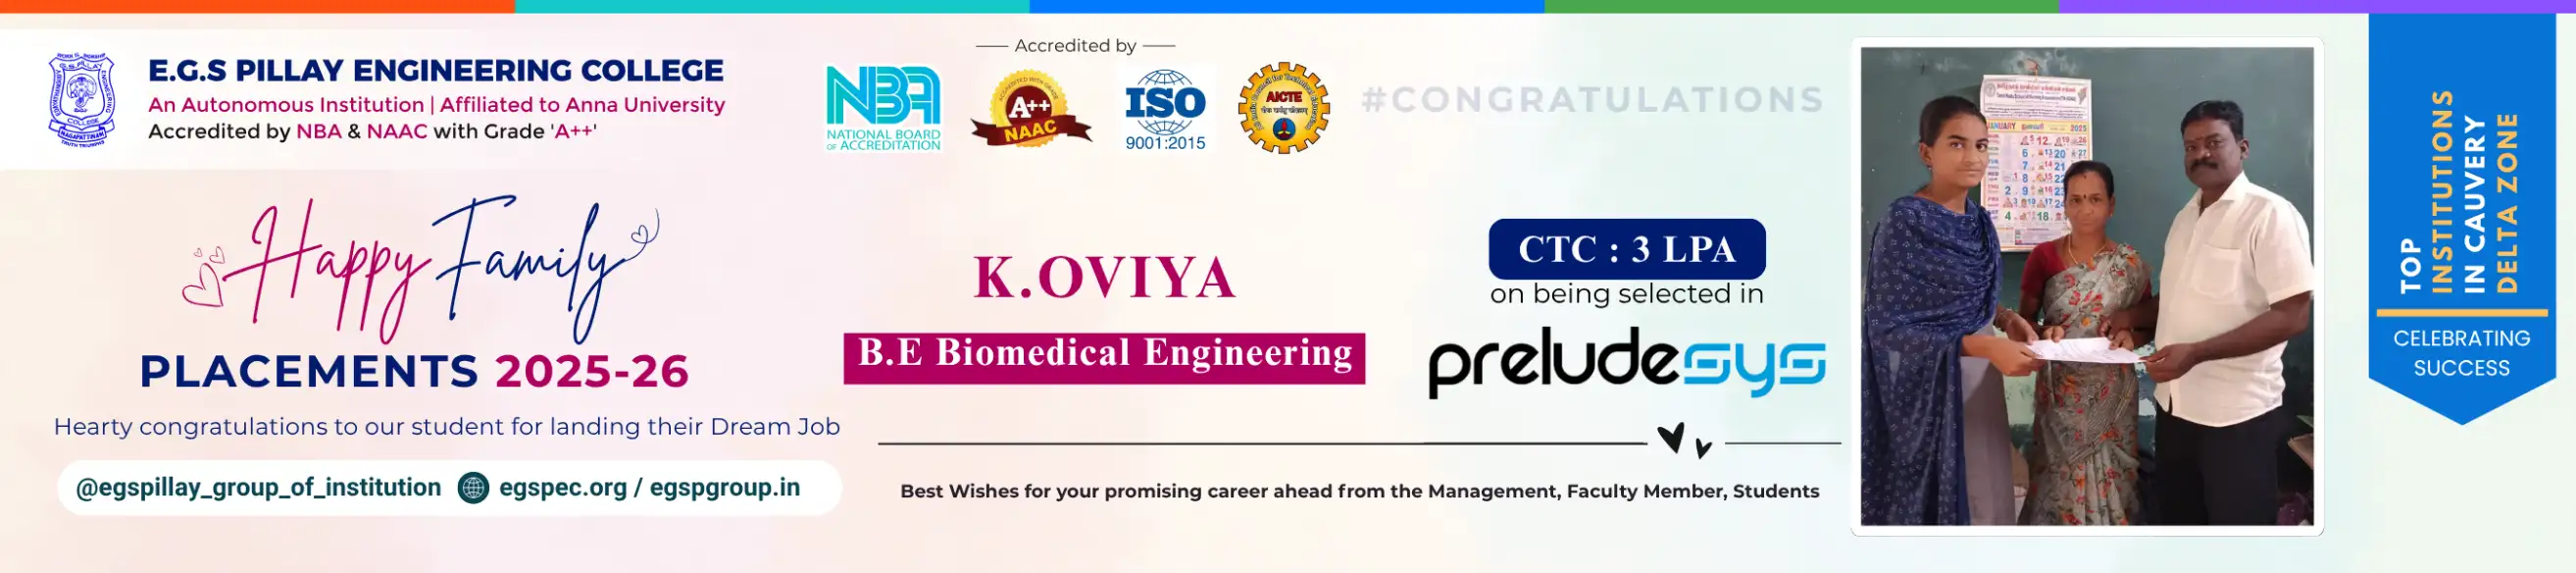 E.G.S PILLAY ENGINEERING COLLEGE
An Autonomous Institution | Affiliated to Anna University
Accredited by NBA & NAAC with Grade 'A++'
Accredited by
NBA
NATIONAL BOARD
OF ACCREDITATION
A++
NAAC
ISO
9001:2015
AICTE
#CONGRATULATIONS
Happy Family
PLACEMENTS 2025-26
Hearty congratulations to our student for landing their Dream Job
@egspillay_group_of_institution egspec.org / egspgroup.in
K.OVIYA
B.E Biomedical Engineering
CTC : 3 LPA
on being selected in
preludesys
Best Wishes for your promising career ahead from the Management, Faculty Member, Students
JANUARY
2025
TOP
INSTITUTIONS
IN CAUVERY
DELTA ZONE
CELEBRATING
SUCCESS